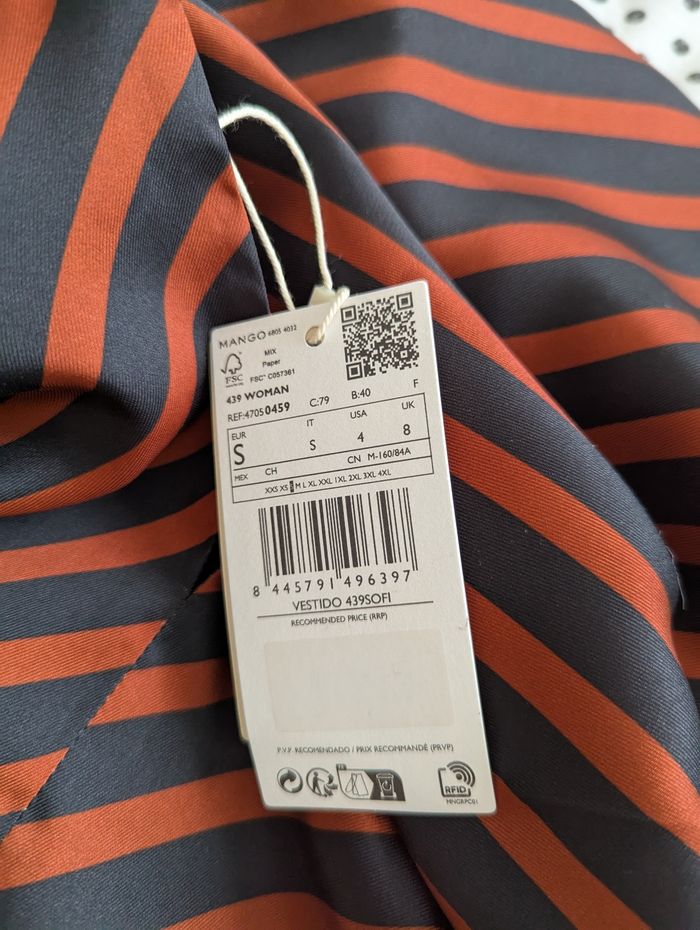 MANGO 6805 4032
MIX
Paper
FSC
FSC® C057361
439 WOMAN
C:79 B:40 F
REF:47050459
EUR IT USA UK
S S 4 8
MEX CH CN M-160/84A
XXS XS S M L XL XXL 1XL 2XL 3XL 4XL
8 445791 496397
VESTIDO 439SOFI
RECOMMENDED PRICE (RRP)
P.V.P. RECOMENDADO / PRIX RECOMMANDÉ (PRVP)
RFID
MNGRPC01